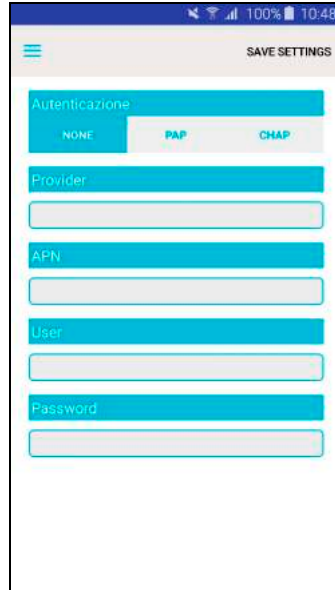 100% 10:48
SAVE SETTINGS
Autenticazione
NONE PAP CHAP
Provider
APN
User
Password